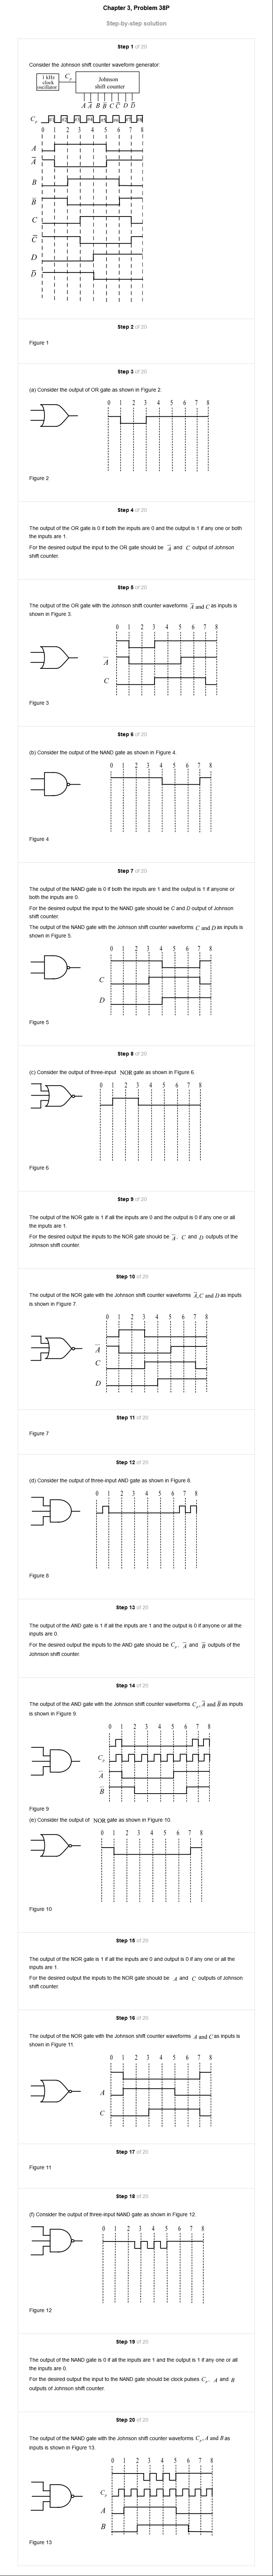 Chapter 3, Problem 38P
Step-by-step solution
Step 1 of 20
Consider the Johnson shift counter waveform generator:
1 kHz clock oscillator
C_p
Johnson shift counter
A A̅ B B̅ C C̅ D D̅
C_p #1 #2 #3 #4 #5 #6 #7 #8
0 1 2 3 4 5 6 7 8
A
A̅
B
B̅
C
C̅
D
D̅
Step 2 of 20
Figure 1
Step 3 of 20
(a) Consider the output of OR gate as shown in Figure 2.
0 1 2 3 4 5 6 7 8
Figure 2
Step 4 of 20
The output of the OR gate is 0 if both the inputs are 0 and the output is 1 if any one or both
the inputs are 1.
For the desired output the input to the OR gate should be A̅ and C output of Johnson
shift counter.
Step 5 of 20
The output of the OR gate with the Johnson shift counter waveforms A̅ and C as inputs is
shown in Figure 3.
0 1 2 3 4 5 6 7 8
A̅
C
Figure 3
Step 6 of 20
(b) Consider the output of the NAND gate as shown in Figure 4.
0 1 2 3 4 5 6 7 8
Figure 4
Step 7 of 20
The output of the NAND gate is 0 if both the inputs are 1 and the output is 1 if anyone or
both the inputs are 0.
For the desired output the input to the NAND gate should be C and D output of Johnson
shift counter.
The output of the NAND gate with the Johnson shift counter waveforms C and D as inputs is
shown in Figure 5.
0 1 2 3 4 5 6 7 8
C
D
Figure 5
Step 8 of 20
(c) Consider the output of three-input NOR gate as shown in Figure 6.
0 1 2 3 4 5 6 7 8
Figure 6
Step 9 of 20
The output of the NOR gate is 1 if all the inputs are 0 and the output is 0 if any one or all
the inputs are 1.
For the desired output the inputs to the NOR gate should be A̅, C and D outputs of the
Johnson shift counter.
Step 10 of 20
The output of the NOR gate with the Johnson shift counter waveforms A̅,C and D as inputs
is shown in Figure 7.
0 1 2 3 4 5 6 7 8
A̅
C
D
Step 11 of 20
Figure 7
Step 12 of 20
(d) Consider the output of three-input AND gate as shown in Figure 8.
0 1 2 3 4 5 6 7 8
Figure 8
Step 13 of 20
The output of the AND gate is 1 if all the inputs are 1 and the output is 0 if anyone or all the
inputs are 0.
For the desired output the inputs to the AND gate should be C_p, A̅ and B̅ outputs of the
Johnson shift counter.
Step 14 of 20
The output of the AND gate with the Johnson shift counter waveforms C_p, A̅ and B̅ as inputs
is shown in Figure 9.
0 1 2 3 4 5 6 7 8
C_p
A̅
B̅
Figure 9
(e) Consider the output of NOR gate as shown in Figure 10.
0 1 2 3 4 5 6 7 8
Figure 10
Step 15 of 20
The output of the NOR gate is 1 if all the inputs are 0 and output is 0 if any one or all the
inputs are 1.
For the desired output the inputs to the NOR gate should be A and C outputs of Johnson
shift counter.
Step 16 of 20
The output of the NOR gate with the Johnson shift counter waveforms A and C as inputs is
shown in Figure 11.
0 1 2 3 4 5 6 7 8
A
C
Step 17 of 20
Figure 11
Step 18 of 20
(f) Consider the output of three-input NAND gate as shown in Figure 12.
0 1 2 3 4 5 6 7 8
Figure 12
Step 19 of 20
The output of the NAND gate is 0 if all the inputs are 1 and the output is 1 if any one or all
the inputs are 0.
For the desired output the input to the NAND gate should be clock pulses C_p, A and B
outputs of Johnson shift counter.
Step 20 of 20
The output of the NAND gate with the Johnson shift counter waveforms C_p, A and B as
inputs is shown in Figure 13.
0 1 2 3 4 5 6 7 8
C_p
A
B
Figure 13